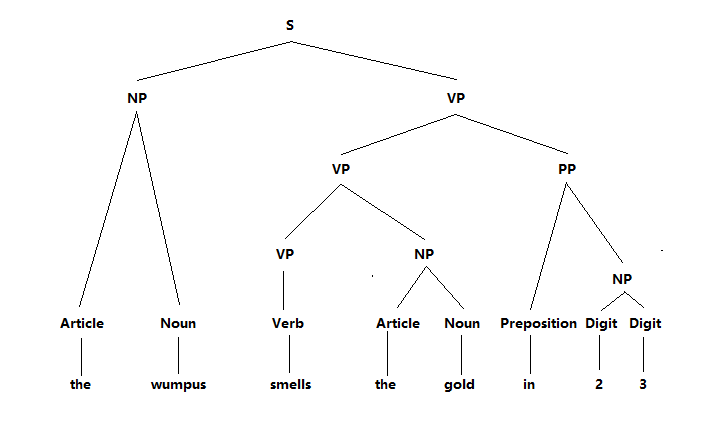 S
NP VP
VP PP
VP NP
NP
Article Noun Verb Article Noun Preposition Digit Digit
the wumpus smells the gold in 2 3